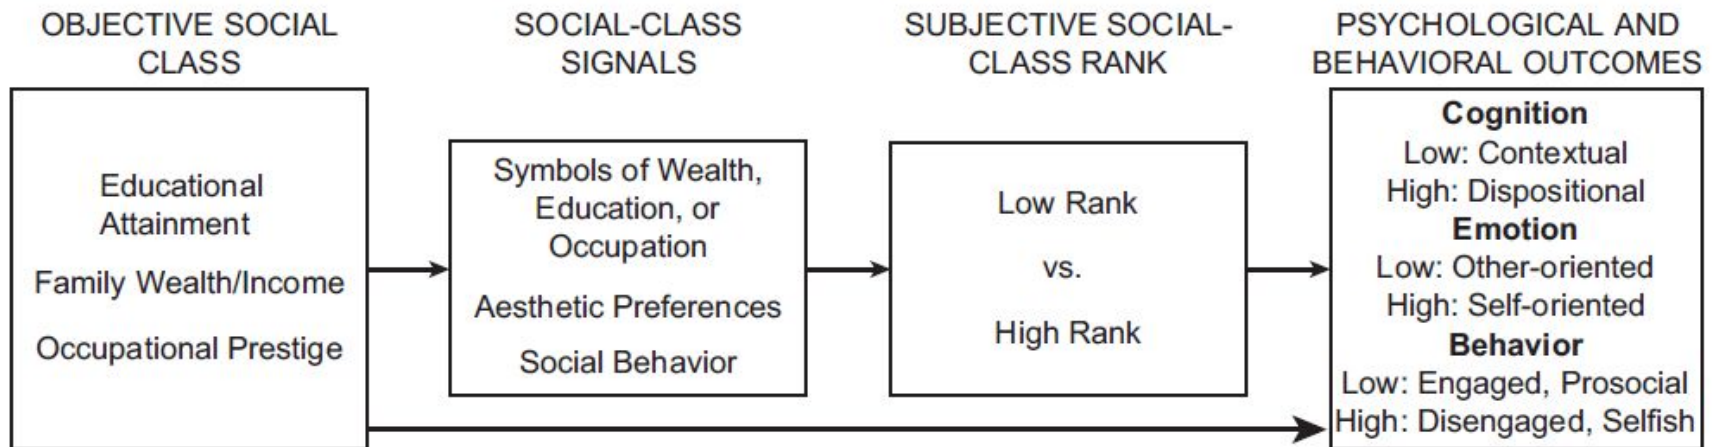 OBJECTIVE SOCIAL
CLASS
Educational
Attainment
Family Wealth/Income
Occupational Prestige
SOCIAL-CLASS
SIGNALS
Symbols of Wealth,
Education, or
Occupation
Aesthetic Preferences
Social Behavior
SUBJECTIVE SOCIAL-
CLASS RANK
Low Rank
vs.
High Rank
PSYCHOLOGICAL AND
BEHAVIORAL OUTCOMES
Cognition
Low: Contextual
High: Dispositional
Emotion
Low: Other-oriented
High: Self-oriented
Behavior
Low: Engaged, Prosocial
High: Disengaged, Selfish